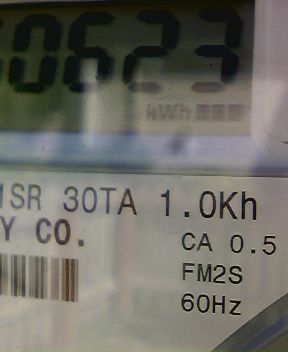 0623
kWh
1SR 30TA 1.0Kh
Y CO.
CA 0.5
FM2S
60Hz